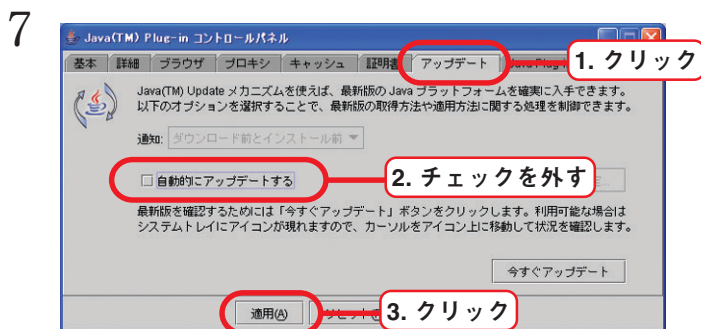 7
Java(TM) Plug-in コントロールパネル
基本 詳細 ブラウザ プロキシ キャッシュ 証明書 アップデート
1. クリック
Java(TM) Update メカニズムを使えば、最新版の Java プラットフォームを確実に入手できます。
以下のオプションを選択することで、最新版の取得方法や適用方法に関する処理を制御できます。
通知: ダウンロード前とインストール前
自動的にアップデートする
2. チェックを外す
最新版を確認するためには「今すぐアップデート」ボタンをクリックします。利用可能な場合は
システムトレイにアイコンが現れますので、カーソルをアイコン上に移動して状況を確認します。
今すぐアップデート
適用(A)
3. クリック